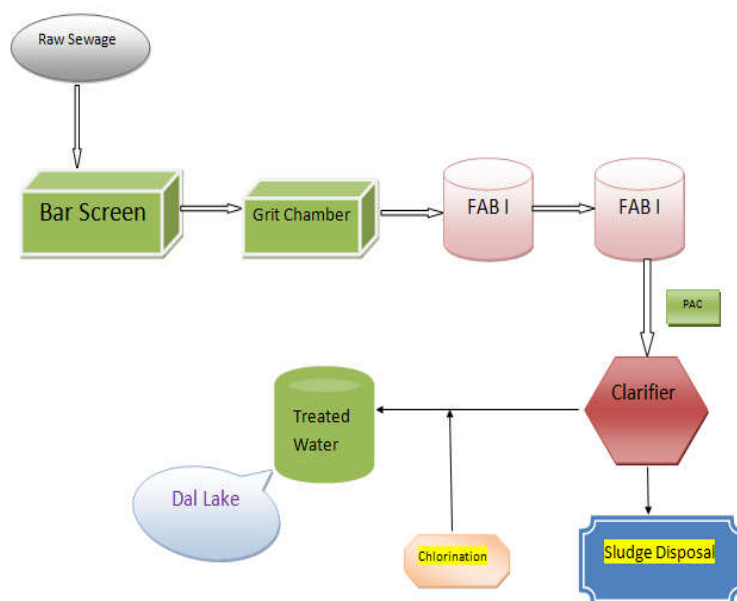 Raw Sewage
Bar Screen
Grit Chamber
FAB I
FAB I
PAC
Clarifier
Treated
Water
Dal Lake
Chlorination
Sludge Disposal